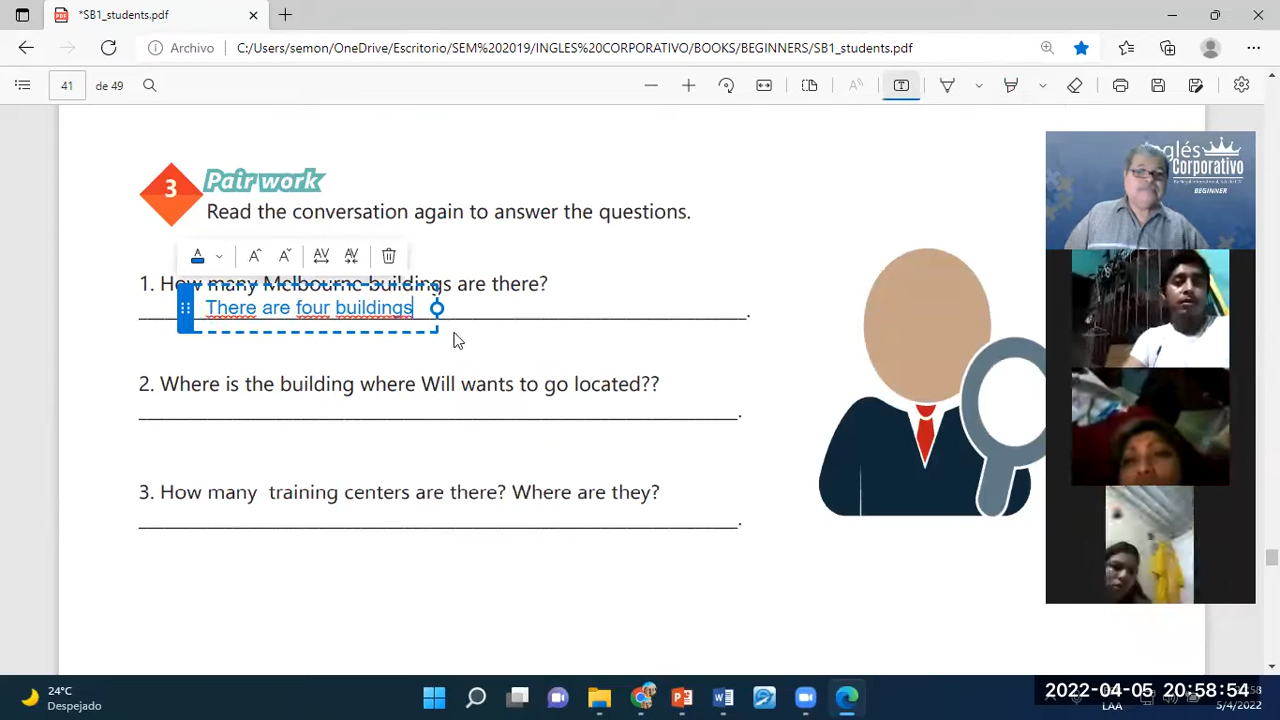 *SB1_students.pdf
Archivo
C:/Users/semon/OneDrive/Escritorio/SEM%202019/INGLES%20CORPORATIVO/BOOKS/BEGINNERS/SB1_students.pdf
41
de 49
3
Pair work
Read the conversation again to answer the questions.
1. How many Melbourne buildings are there?
There are four buildings
2. Where is the building where Will wants to go located??
3. How many training centers are there? Where are they?
inglés
Corporativo
BEGINNER
24°C
Despejado
2022-04-05 20:58:54
LAA
5/4/2022